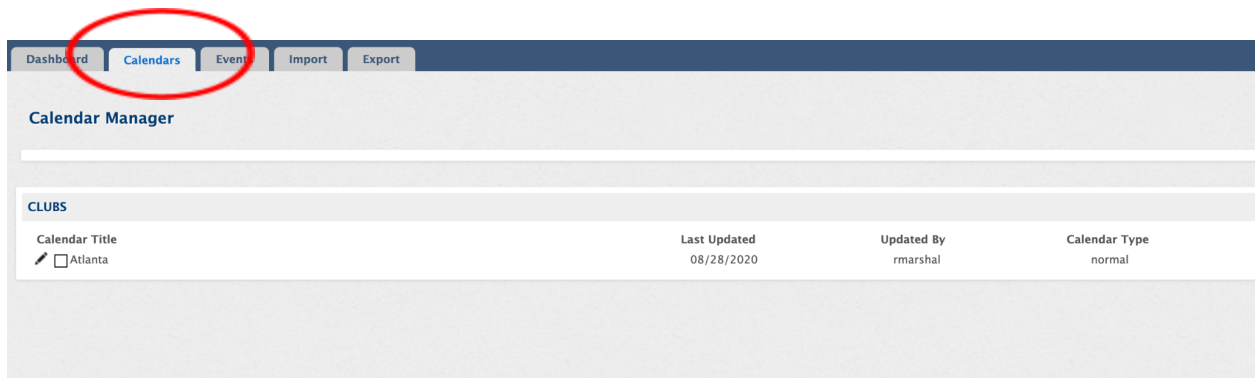 Dashboard Calendars Events Import Export
Calendar Manager
CLUBS
Calendar Title Last Updated Updated By Calendar Type
Atlanta 08/28/2020 rmarshal normal